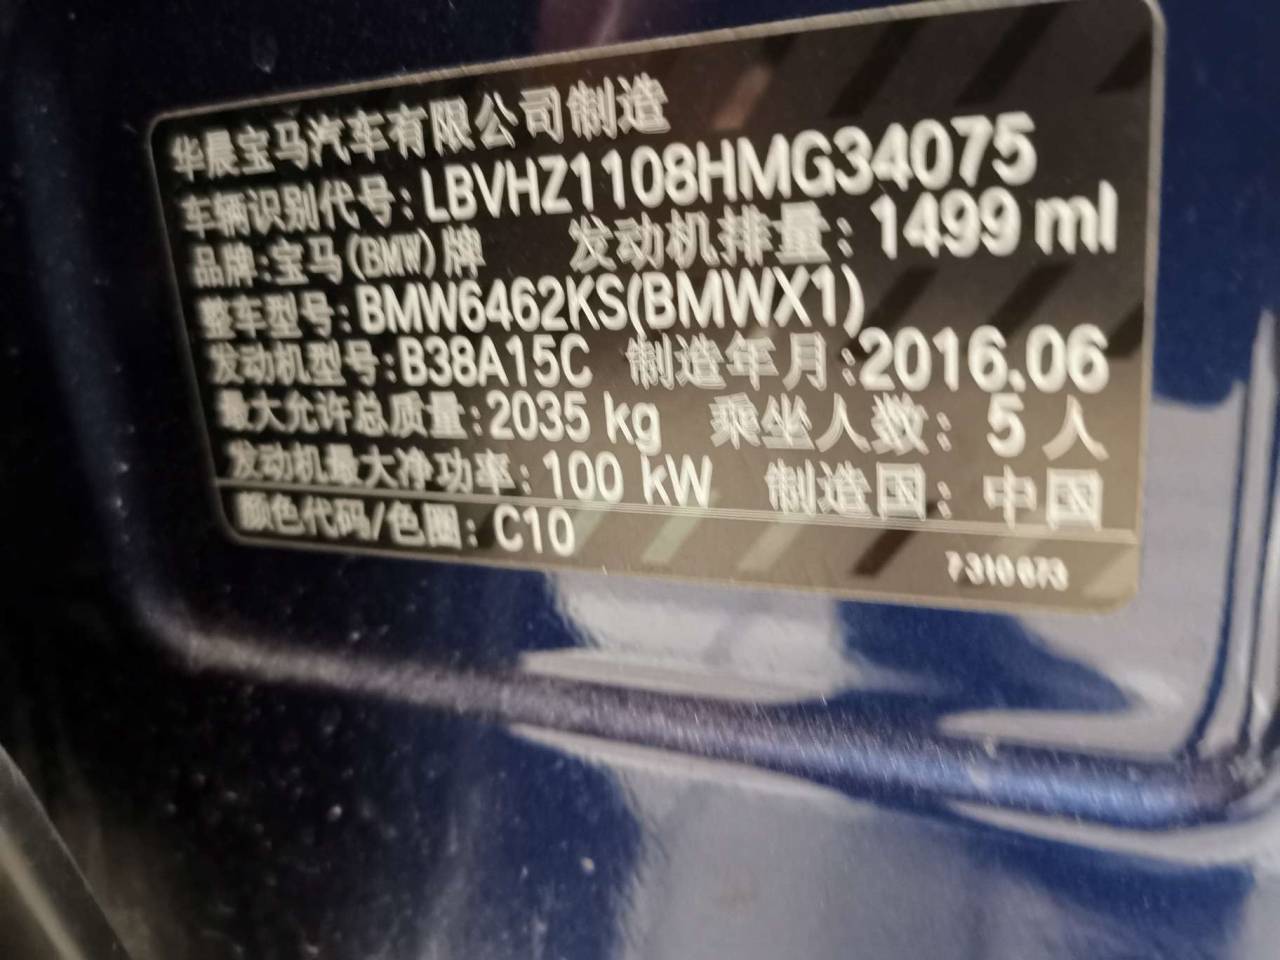 华晨宝马汽车有限公司制造
车辆识别代号:LBVHZ1108HMG34075
品牌:宝马(BMW)牌 发动机排量:1499 ml
整车型号:BMW6462KS(BMWX1)
发动机型号:B38A15C 制造年月:2016.06
最大允许总质量:2035 kg 乘坐人数:5 人
发动机最大净功率:100 kW 制造国:中国
颜色代码/色圈:C10
7 310 673